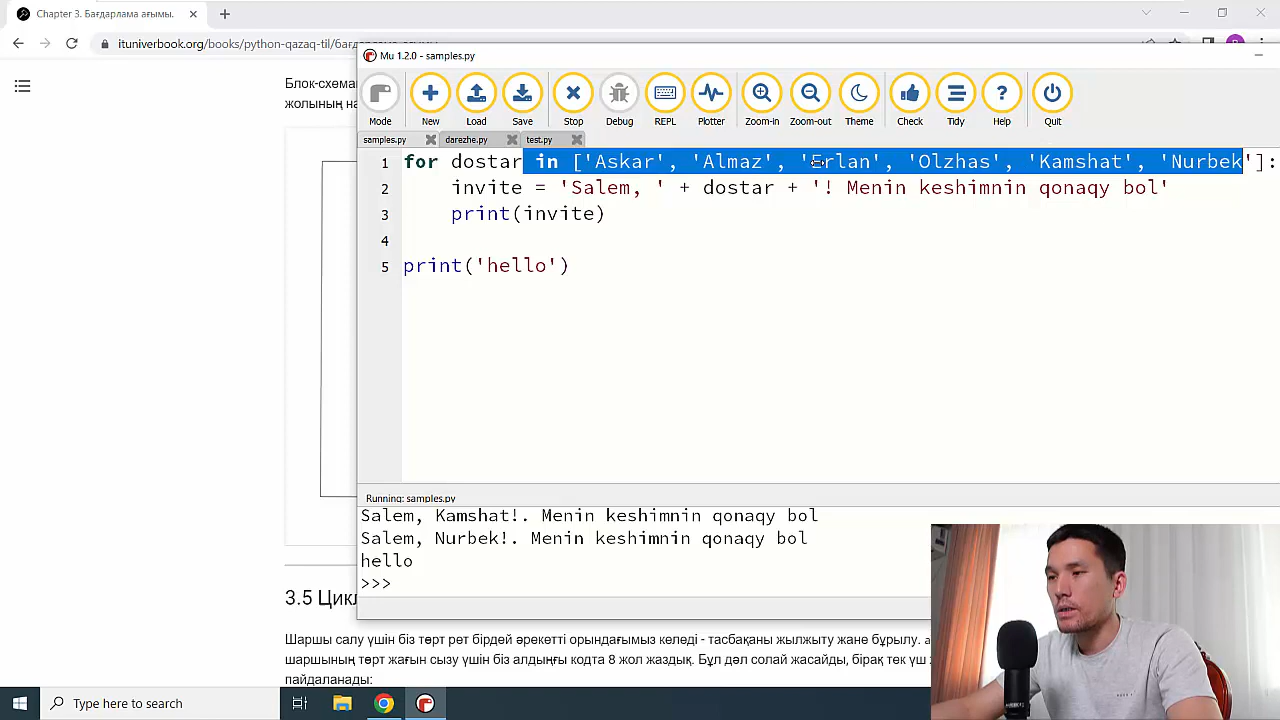 Chapter 3. Бағдарлама ағымы.
ituniverbook.org/books/python-qazaq-til/
Mu 1.2.0 - samples.py
Mode New Load Save Stop Debug REPL Plotter Zoom-in Zoom-out Theme Check Tidy Help Quit
samples.py darezhe.py test.py
1 for dostar in ['Askar', 'Almaz', 'Erlan', 'Olzhas', 'Kamshat', 'Nurbek']:
2 invite = 'Salem, ' + dostar + '! Menin keshimnin qonaqy bol'
3 print(invite)
4
5 print('hello')
Running: samples.py
Salem, Kamshat!. Menin keshimnin qonaqy bol
Salem, Nurbek!. Menin keshimnin qonaqy bol
hello
>>>
Блок-схема
жолының
3.5 Цик
Шаршы салу үшін біз төрт рет бірдей әрекетті орындағымыз келеді - тасбақаны жылжыту және бұрылу.
шаршының төрт жағын сызу үшін біз алдыңғы кодта 8 жол жаздық. Бұл дәл солай жасайды, бірақ тек үш
пайдаланады:
Type here to search